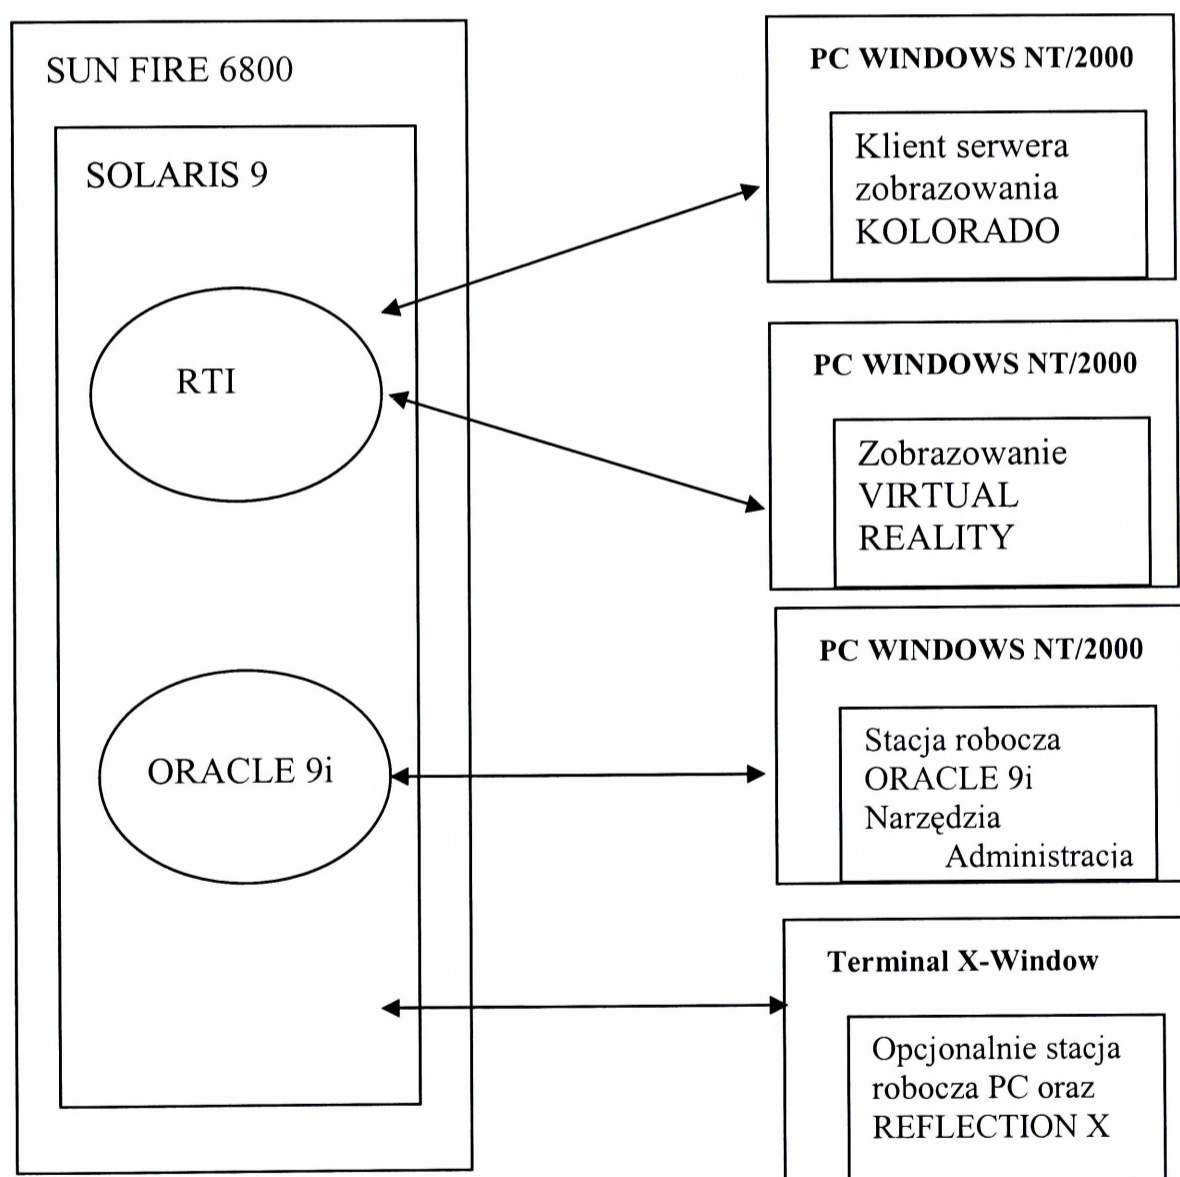 SUN FIRE 6800
SOLARIS 9
RTI
ORACLE 9i
PC WINDOWS NT/2000
Klient serwera
zobrazowania
KOLORADO
PC WINDOWS NT/2000
Zobrazowanie
VIRTUAL
REALITY
PC WINDOWS NT/2000
Stacja robocza
ORACLE 9i
Narzędzia
Administracja
Terminal X-Window
Opcjonalnie stacja
robocza PC oraz
REFLECTION X